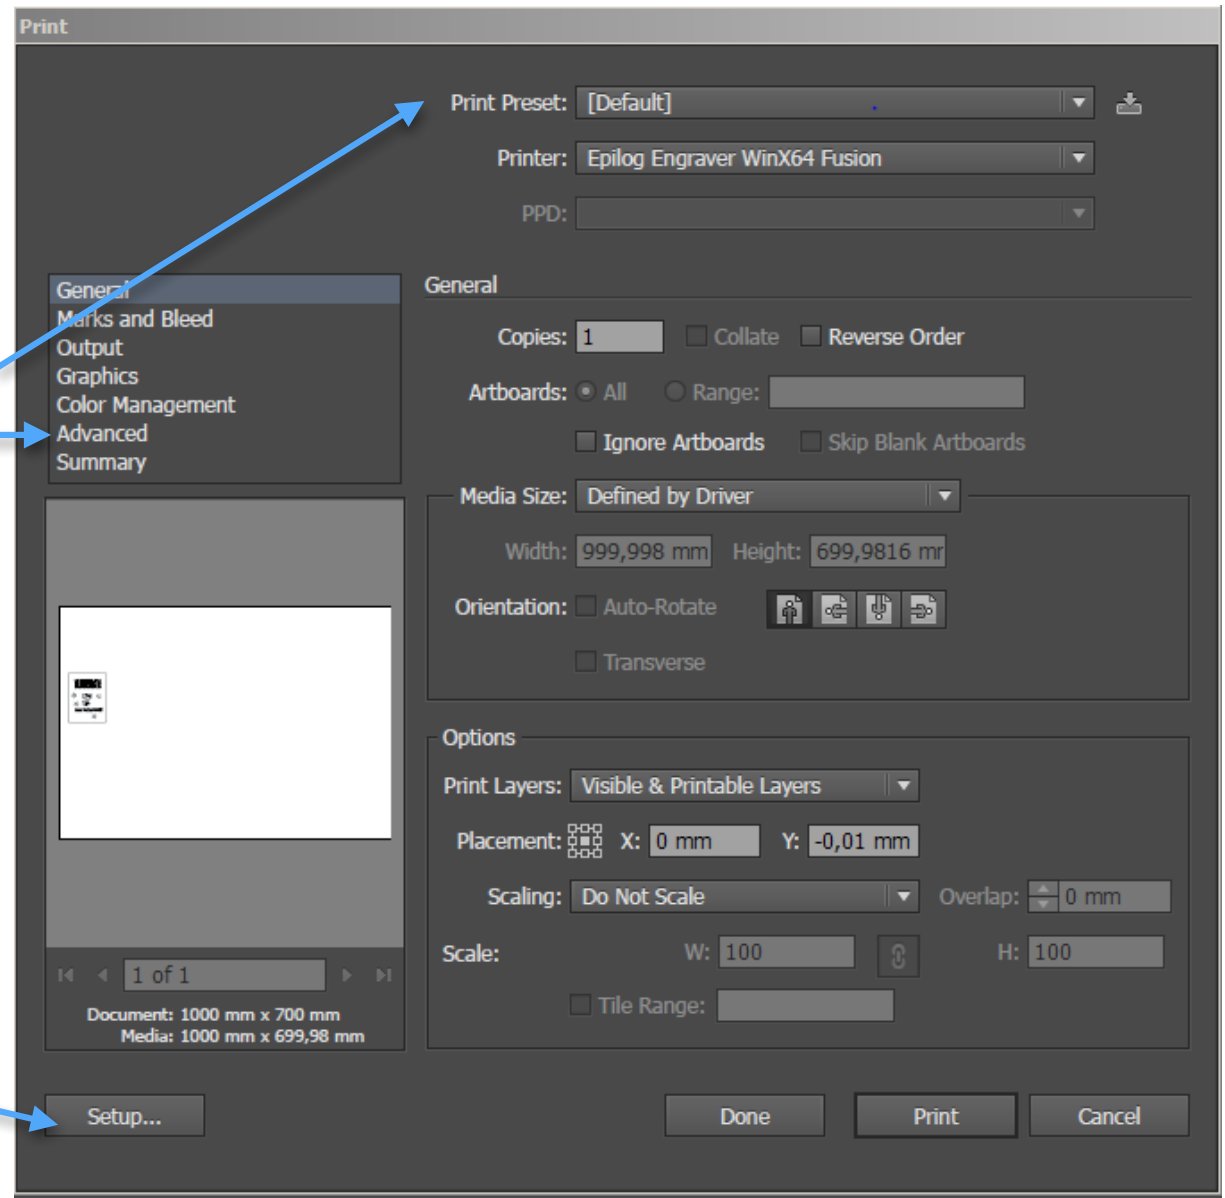 Print
Print Preset: [Default]
Printer: Epilog Engraver WinX64 Fusion
PPD:
General
Marks and Bleed
Output
Graphics
Color Management
Advanced
Summary
General
Copies: 1 Collate Reverse Order
Artboards: All Range:
Ignore Artboards Skip Blank Artboards
Media Size: Defined by Driver
Width: 999,998 mm Height: 699,9816 mr
Orientation: Auto-Rotate
Transverse
Options
Print Layers: Visible & Printable Layers
Placement: X: 0 mm Y: -0,01 mm
Scaling: Do Not Scale Overlap: 0 mm
Scale: W: 100 H: 100
Tile Range:
1 of 1
Document: 1000 mm x 700 mm
Media: 1000 mm x 699,98 mm
Setup... Done Print Cancel